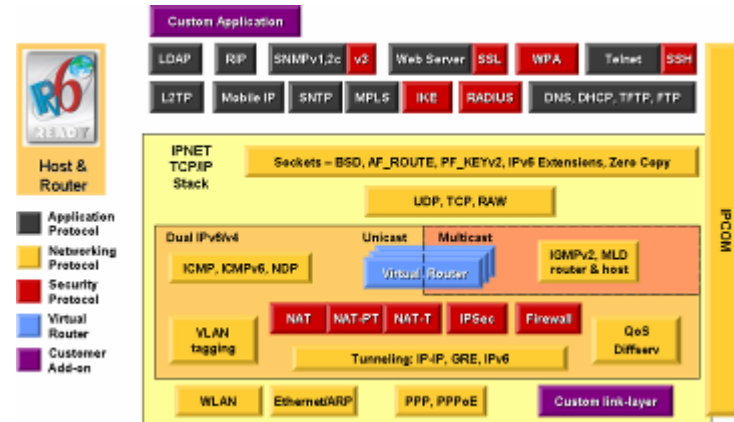 Custom Application
LDAP RIP SNMPv1,2c v3 Web Server SSL WPA Telnet SSH
L2TP Mobile IP SNTP MPLS IKE RADIUS DNS, DHCP, TFTP, FTP
IPv6
READY
Host &
Router
Application
Protocol
Networking
Protocol
Security
Protocol
Virtual
Router
Customer
Add-on
IPNET
TCP/IP
Stack
Sockets – BSD, AF_ROUTE, PF_KEYv2, IPv6 Extensions, Zero Copy
UDP, TCP, RAW
Dual IPv6/v4 Unicast Multicast
ICMP, ICMPv6, NDP
Virtual Router
IGMPv2, MLD
router & host
NAT NAT-PT NAT-T IPSec Firewall
VLAN
tagging
QoS
Diffserv
Tunneling: IP-IP, GRE, IPv6
WLAN Ethernet/ARP PPP, PPPoE Custom link-layer
IPCOM